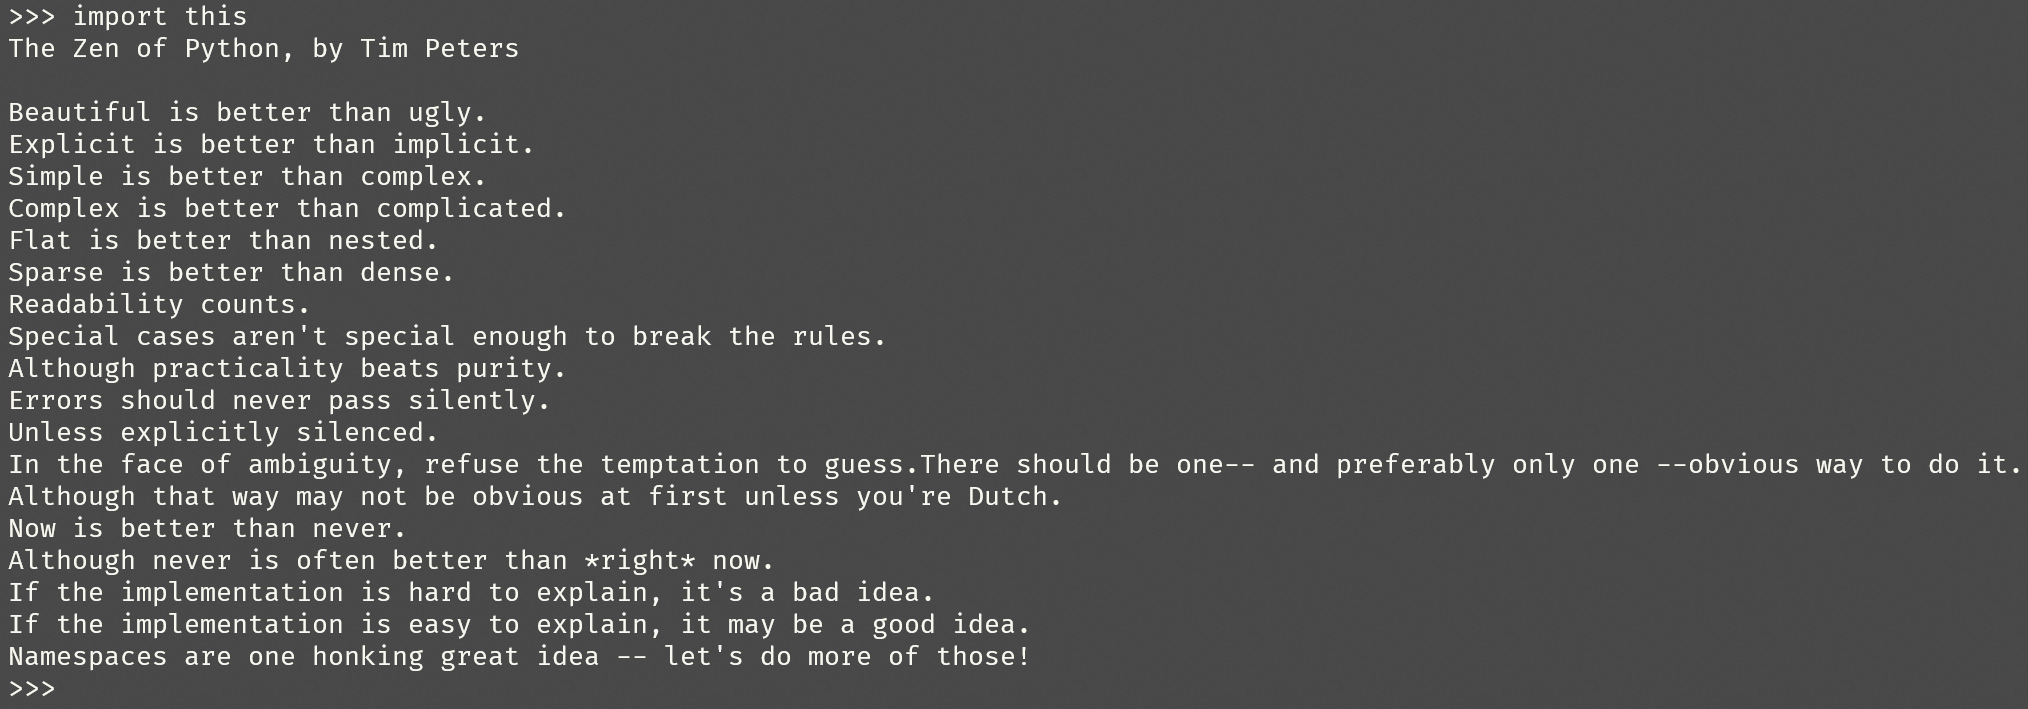 >>> import this
The Zen of Python, by Tim Peters

Beautiful is better than ugly.
Explicit is better than implicit.
Simple is better than complex.
Complex is better than complicated.
Flat is better than nested.
Sparse is better than dense.
Readability counts.
Special cases aren't special enough to break the rules.
Although practicality beats purity.
Errors should never pass silently.
Unless explicitly silenced.
In the face of ambiguity, refuse the temptation to guess.There should be one-- and preferably only one --obvious way to do it.
Although that way may not be obvious at first unless you're Dutch.
Now is better than never.
Although never is often better than *right* now.
If the implementation is hard to explain, it's a bad idea.
If the implementation is easy to explain, it may be a good idea.
Namespaces are one honking great idea -- let's do more of those!
>>>